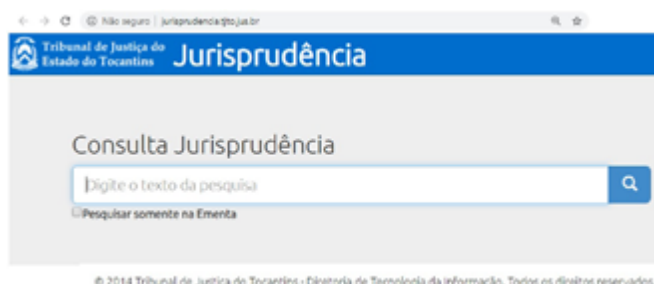 Não seguro | jurisprudencia.tjto.jus.br
Tribunal de Justiça do
Estado do Tocantins
Jurisprudência
Consulta Jurisprudência
Digite o texto da pesquisa
Pesquisar somente na Ementa
© 2014 Tribunal de Justiça do Tocantins - Diretoria de Tecnologia da Informação. Todos os direitos reservados